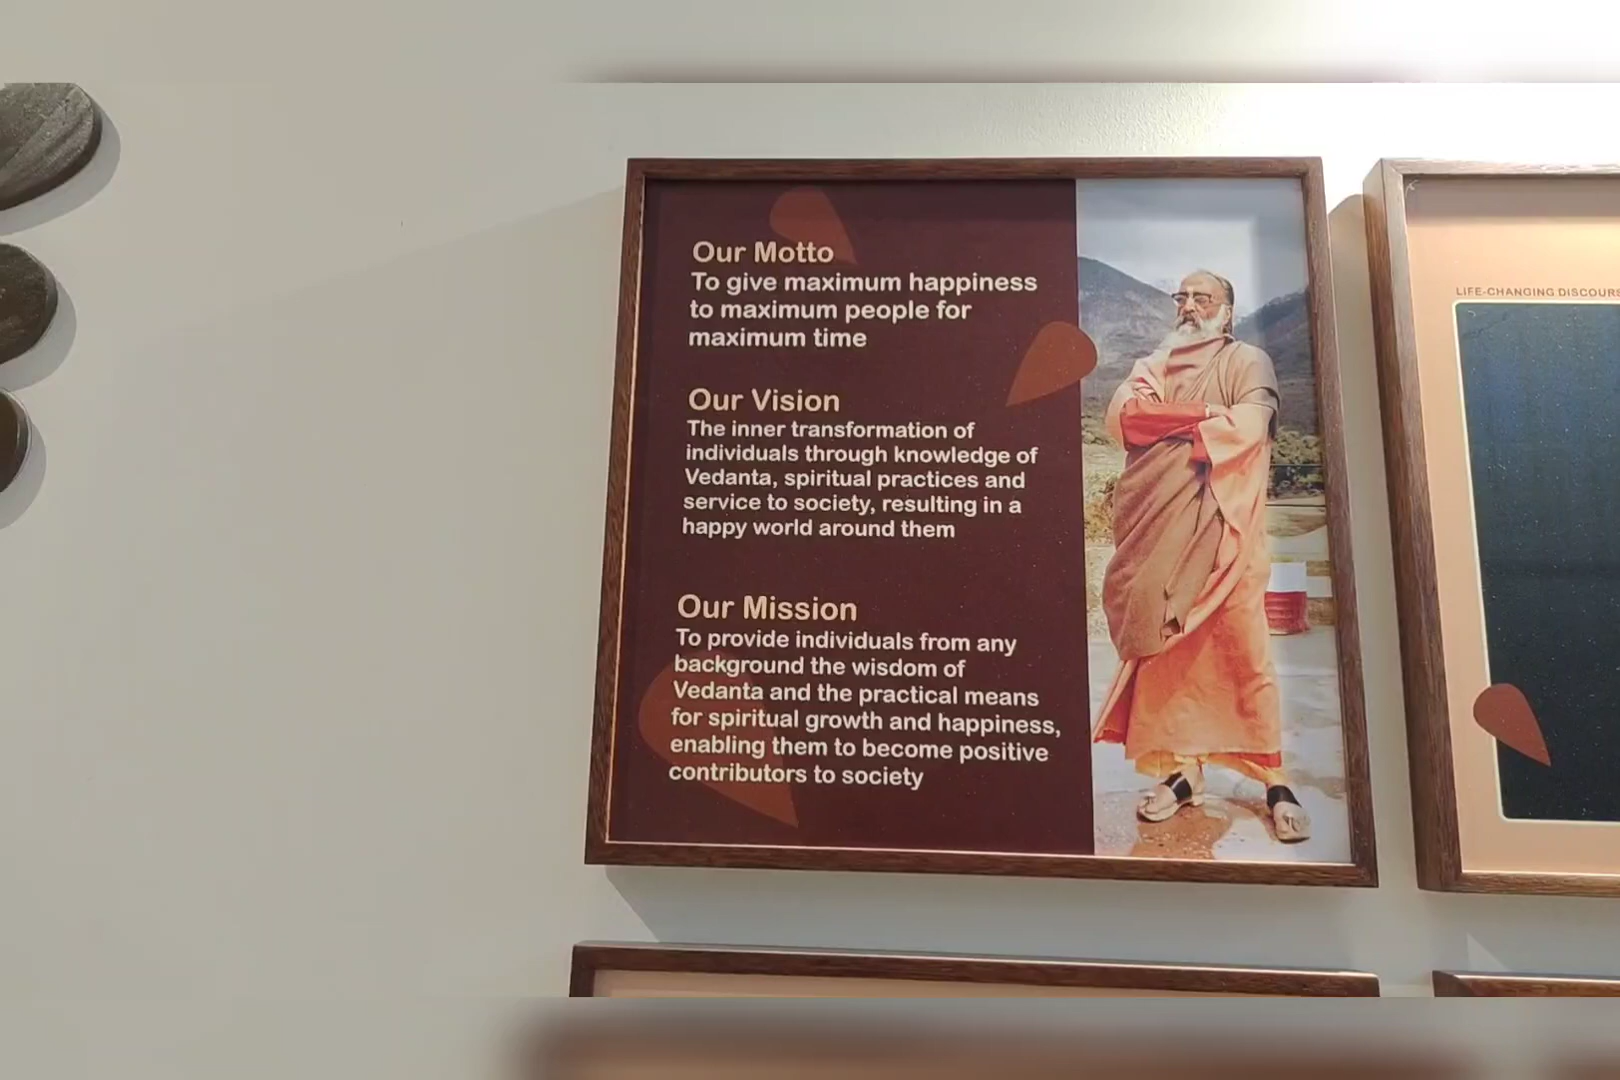 Our Motto
To give maximum happiness
to maximum people for
maximum time
Our Vision
The inner transformation of
individuals through knowledge of
Vedanta, spiritual practices and
service to society, resulting in a
happy world around them
Our Mission
To provide individuals from any
background the wisdom of
Vedanta and the practical means
for spiritual growth and happiness,
enabling them to become positive
contributors to society
LIFE-CHANGING